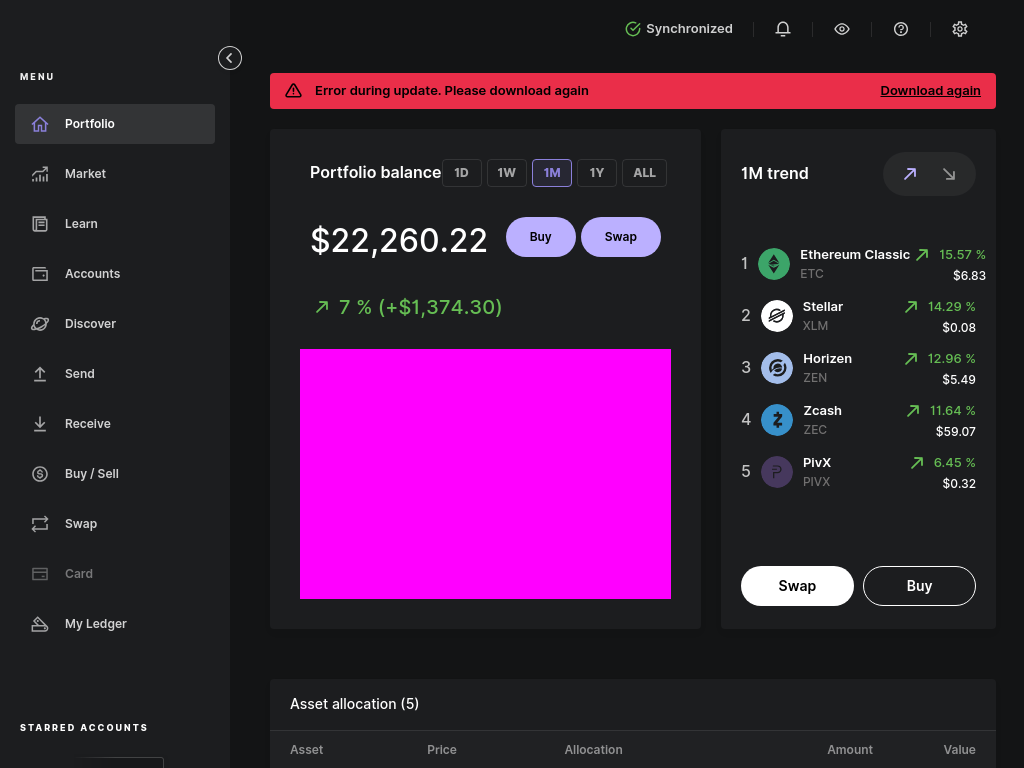 Synchronized
MENU
Portfolio
Market
Learn
Accounts
Discover
Send
Receive
Buy / Sell
Swap
Card
My Ledger
STARRED ACCOUNTS
Error during update. Please download again
Download again
Portfolio balance
1D 1W 1M 1Y ALL
$22,260.22
Buy Swap
7 % (+$1,374.30)
1M trend
1 Ethereum Classic 15.57 %
ETC $6.83
2 Stellar 14.29 %
XLM $0.08
3 Horizen 12.96 %
ZEN $5.49
4 Zcash 11.64 %
ZEC $59.07
5 PivX 6.45 %
PIVX $0.32
Swap Buy
Asset allocation (5)
Asset Price Allocation Amount Value